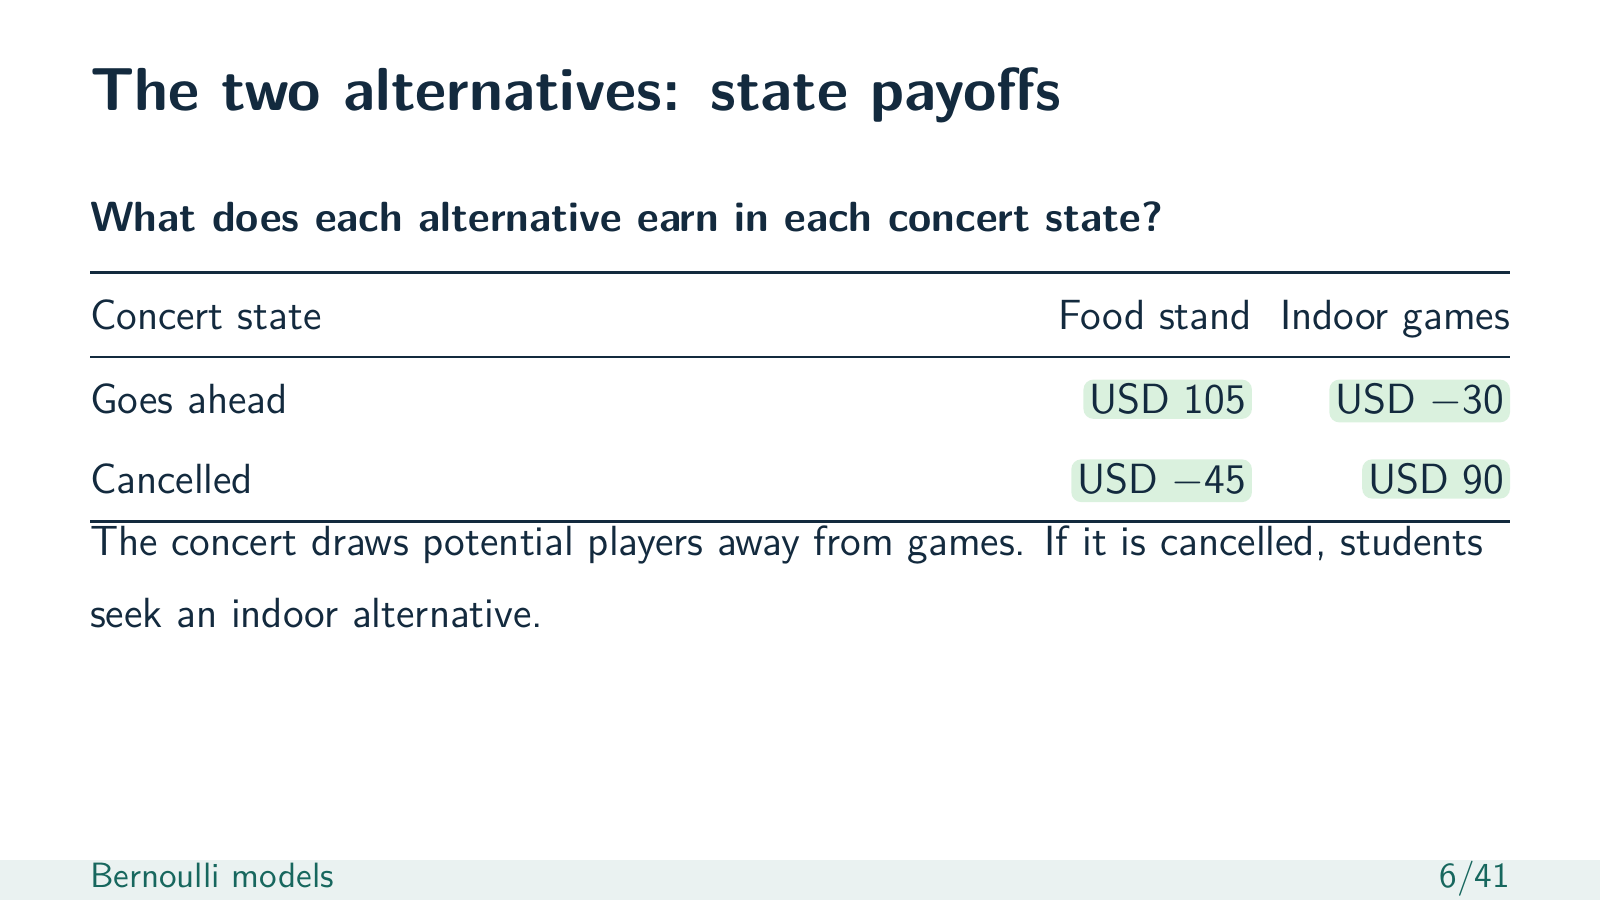 The two alternatives: state payoffs
What does each alternative earn in each concert state?
Concert state Food stand Indoor games
Goes ahead USD 105 USD −30
Cancelled USD −45 USD 90
The concert draws potential players away from games. If it is cancelled, students
seek an indoor alternative.
Bernoulli models 6/41